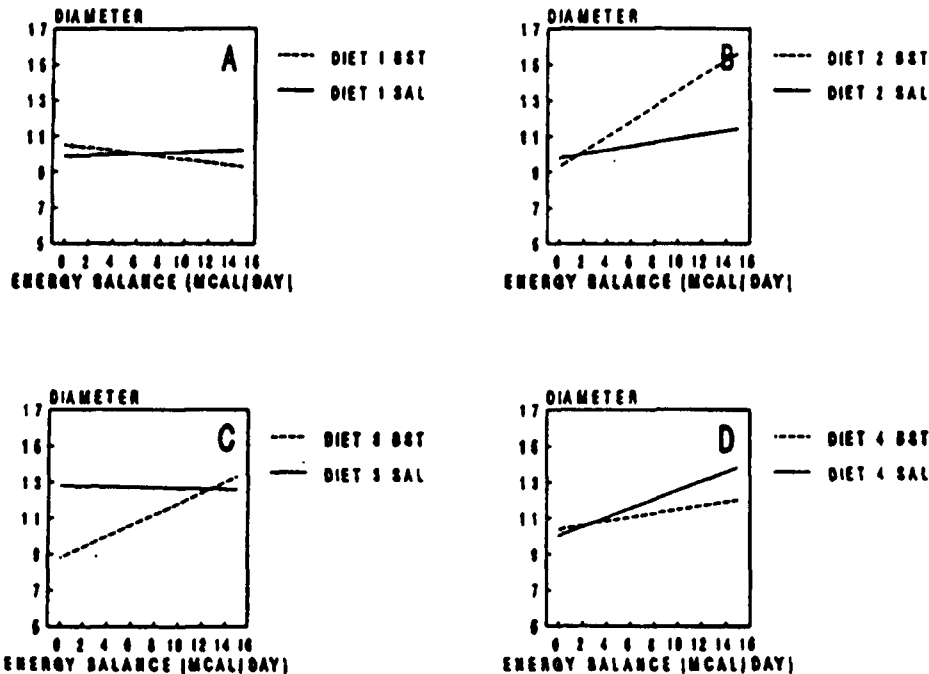 DIAMETER
17
15
13
11
9
7
5
0 2 4 6 8 10 12 14 16
ENERGY BALANCE (MCAL/DAY)
A
DIET 1 BST
DIET 1 SAL
DIAMETER
17
15
13
11
9
7
5
0 2 4 6 8 10 12 14 16
ENERGY BALANCE (MCAL/DAY)
B
DIET 2 BST
DIET 2 SAL
DIAMETER
17
15
13
11
9
7
5
0 2 4 6 8 10 12 14 16
ENERGY BALANCE (MCAL/DAY)
C
DIET 3 BST
DIET 3 SAL
DIAMETER
17
15
13
11
9
7
5
0 2 4 6 8 10 12 14 16
ENERGY BALANCE (MCAL/DAY)
D
DIET 4 BST
DIET 4 SAL